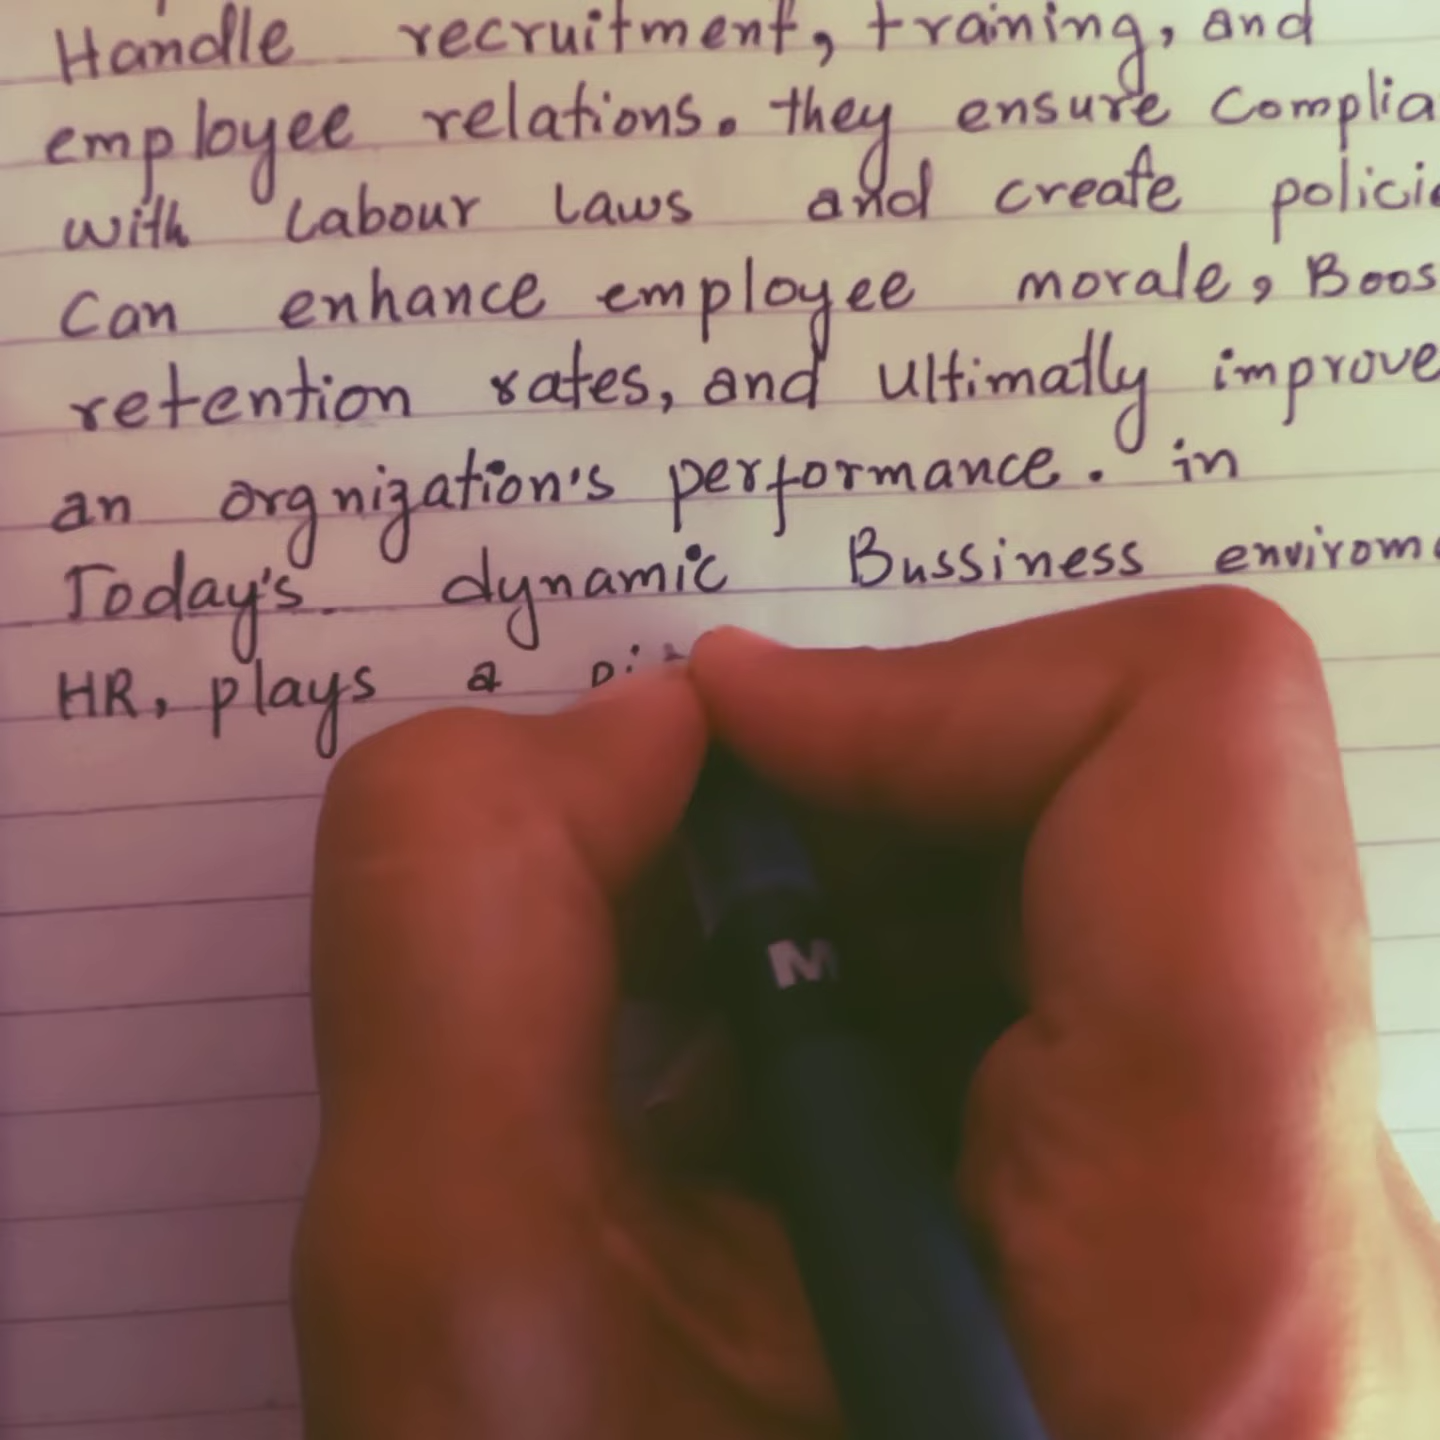 Handle recruitment, training, and
employee relations. they ensure Complia
with Labour Laws and create polici
Can enhance employee morale, Boos
retention rates, and ultimatly improve
an orgnization's performance. in
Today's dynamic Bussiness envirom
HR, plays a
M